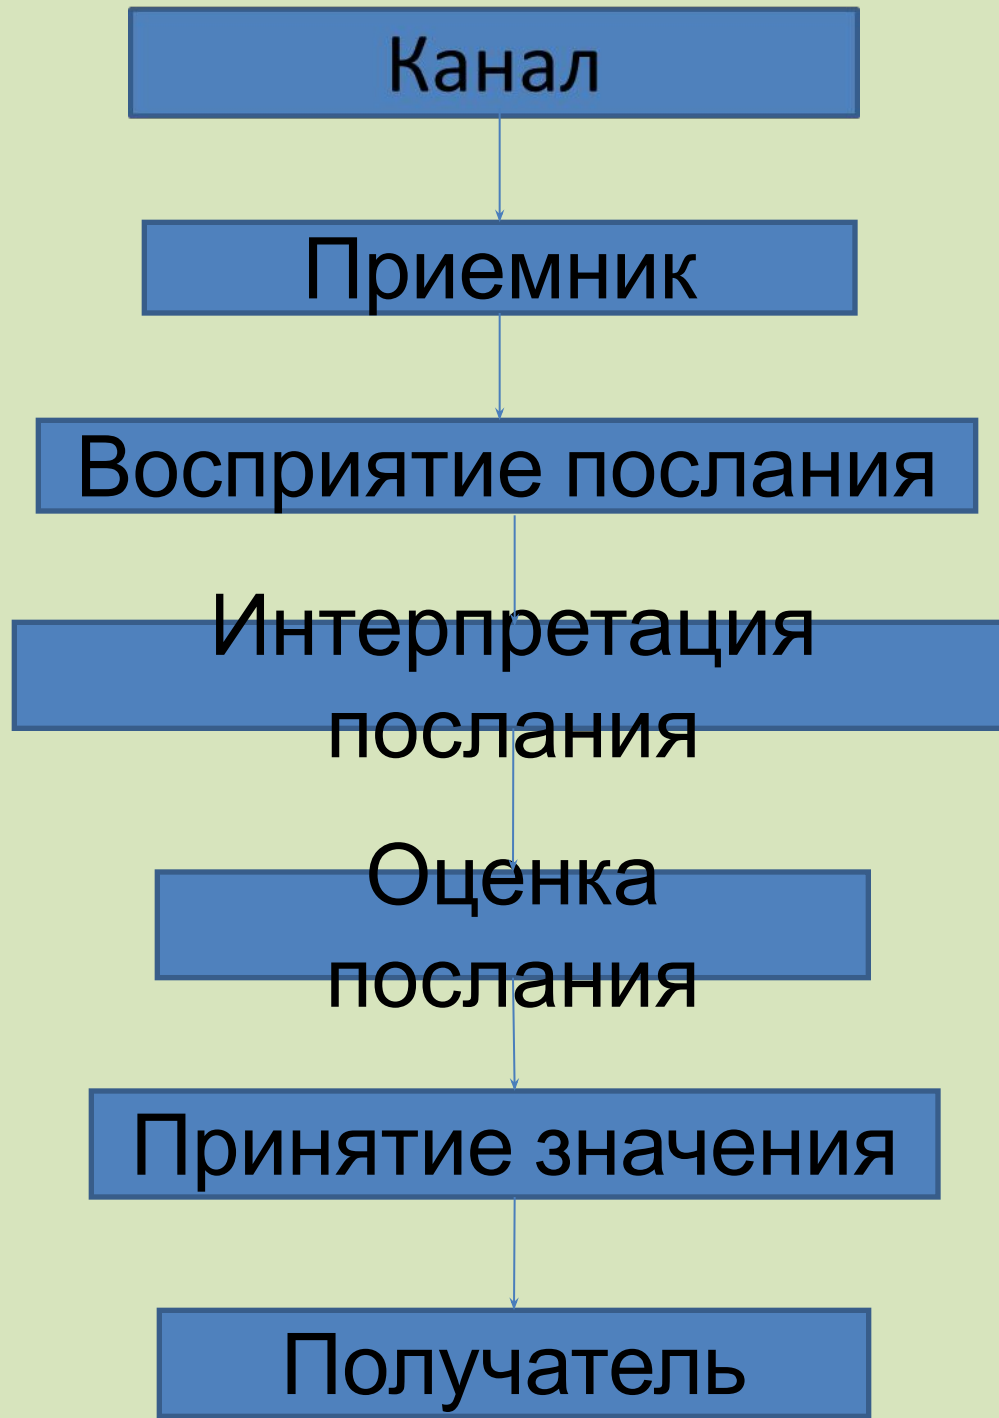 Канал
Приемник
Восприятие послания
Интерпретация
послания
Оценка
послания
Принятие значения
Получатель